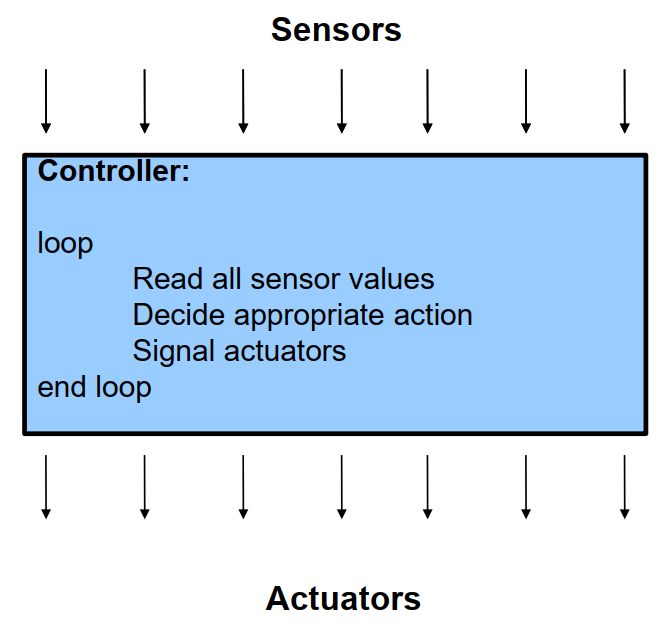 Sensors
Controller:
loop
Read all sensor values
Decide appropriate action
Signal actuators
end loop
Actuators